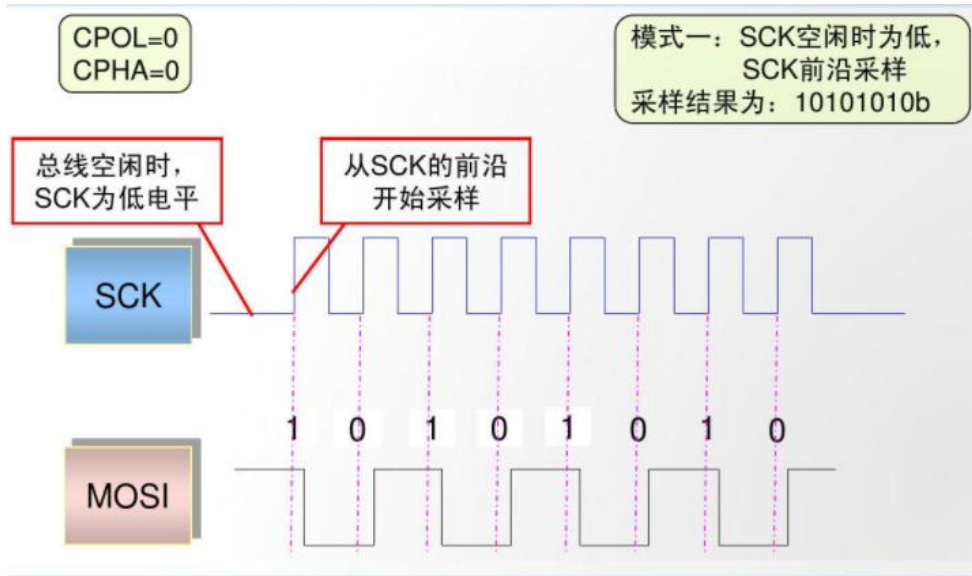 CPOL=0
CPHA=0
模式一：SCK空闲时为低，
SCK前沿采样
采样结果为：10101010b
总线空闲时，
SCK为低电平
从SCK的前沿
开始采样
SCK
1 0 1 0 1 0 1 0
MOSI